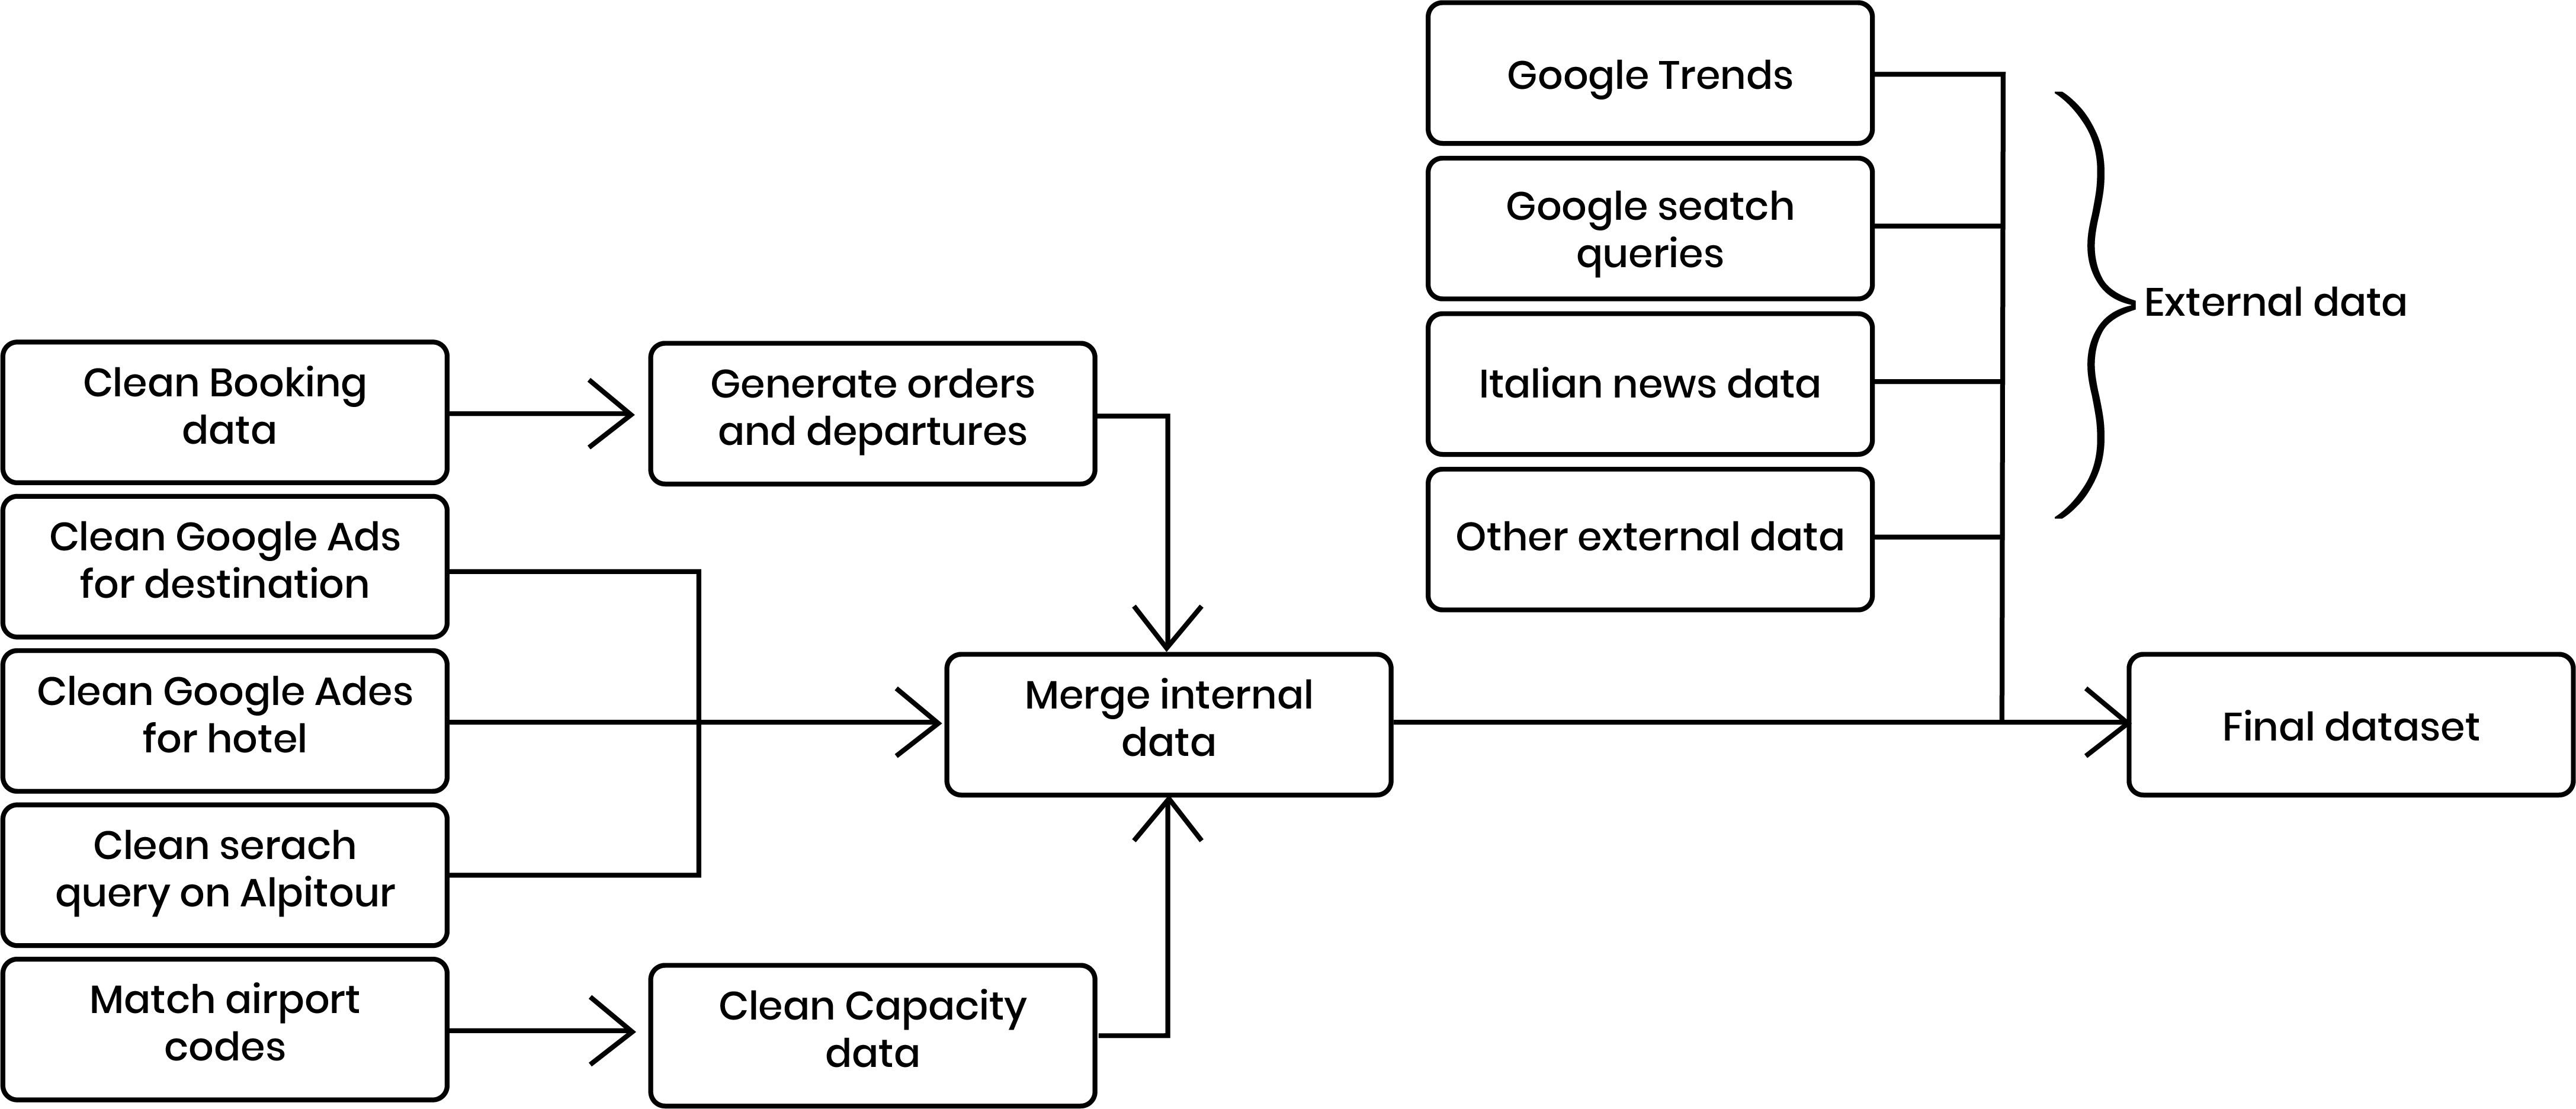 Google Trends
Google seatch
queries
Italian news data
Other external data
External data
Clean Booking
data
Generate orders
and departures
Clean Google Ads
for destination
Clean Google Ades
for hotel
Clean serach
query on Alpitour
Match airport
codes
Clean Capacity
data
Merge internal
data
Final dataset